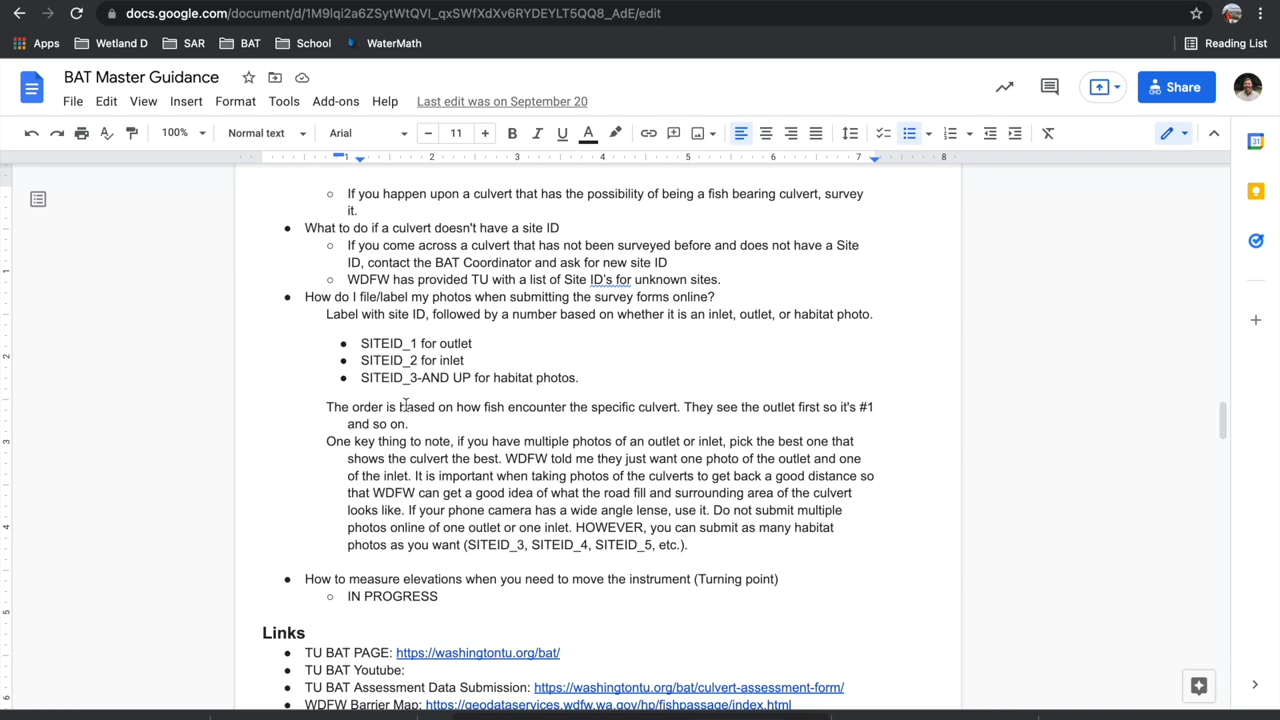 docs.google.com/document/d/1M9lqi2a6ZSytWtQVl_qxSWfXdXv6RYDEYLT5QQ8_AdE/edit
Apps Wetland D SAR BAT School WaterMath Reading List
BAT Master Guidance
File Edit View Insert Format Tools Add-ons Help Last edit was on September 20
Share
100% Normal text Arial - 11 + B I U A
1 2 3 4 5 6 7 8
○ If you happen upon a culvert that has the possibility of being a fish bearing culvert, survey
it.
● What to do if a culvert doesn't have a site ID
○ If you come across a culvert that has not been surveyed before and does not have a Site
ID, contact the BAT Coordinator and ask for new site ID
○ WDFW has provided TU with a list of Site ID's for unknown sites.
● How do I file/label my photos when submitting the survey forms online?
Label with site ID, followed by a number based on whether it is an inlet, outlet, or habitat photo.
● SITEID_1 for outlet
● SITEID_2 for inlet
● SITEID_3-AND UP for habitat photos.
The order is based on how fish encounter the specific culvert. They see the outlet first so it's #1
and so on.
One key thing to note, if you have multiple photos of an outlet or inlet, pick the best one that
shows the culvert the best. WDFW told me they just want one photo of the outlet and one
of the inlet. It is important when taking photos of the culverts to get back a good distance so
that WDFW can get a good idea of what the road fill and surrounding area of the culvert
looks like. If your phone camera has a wide angle lense, use it. Do not submit multiple
photos online of one outlet or one inlet. HOWEVER, you can submit as many habitat
photos as you want (SITEID_3, SITEID_4, SITEID_5, etc.).
● How to measure elevations when you need to move the instrument (Turning point)
○ IN PROGRESS
Links
● TU BAT PAGE: https://washingtontu.org/bat/
● TU BAT Youtube:
● TU BAT Assessment Data Submission: https://washingtontu.org/bat/culvert-assessment-form/
● WDFW Barrier Map: https://geodataservices.wdfw.wa.gov/hp/fishpassage/index.html